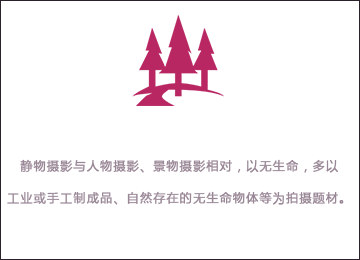 静物摄影与人物摄影、景物摄影相对，以无生命，多以
工业或手工制成品、自然存在的无生命物体等为拍摄题材。